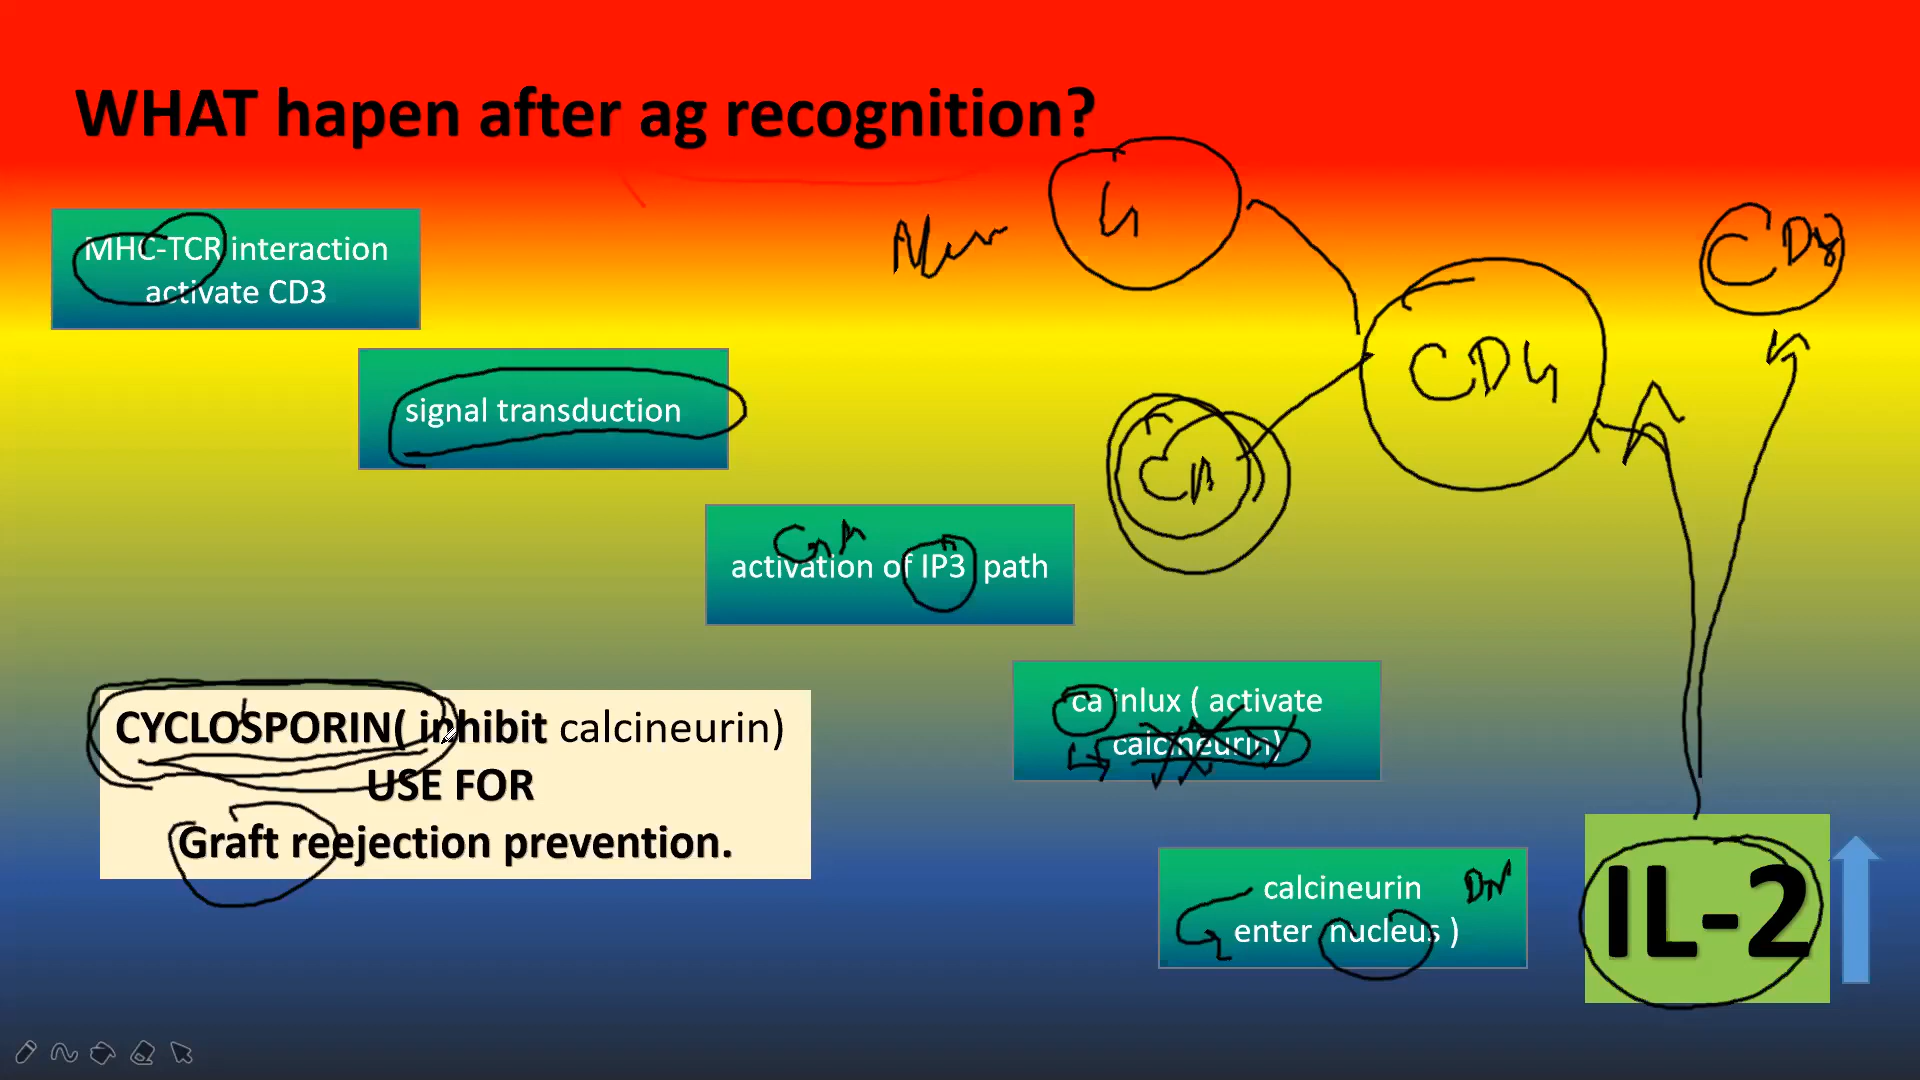 WHAT hapen after ag recognition?
MHC-TCR interaction
activate CD3
signal transduction
activation of IP3 path
ca inlux ( activate
calcineurin)
calcineurin
enter nucleus )
IL-2
CYCLOSPORIN( inhibit calcineurin)
USE FOR
Graft reejection prevention.
CD4
CD8